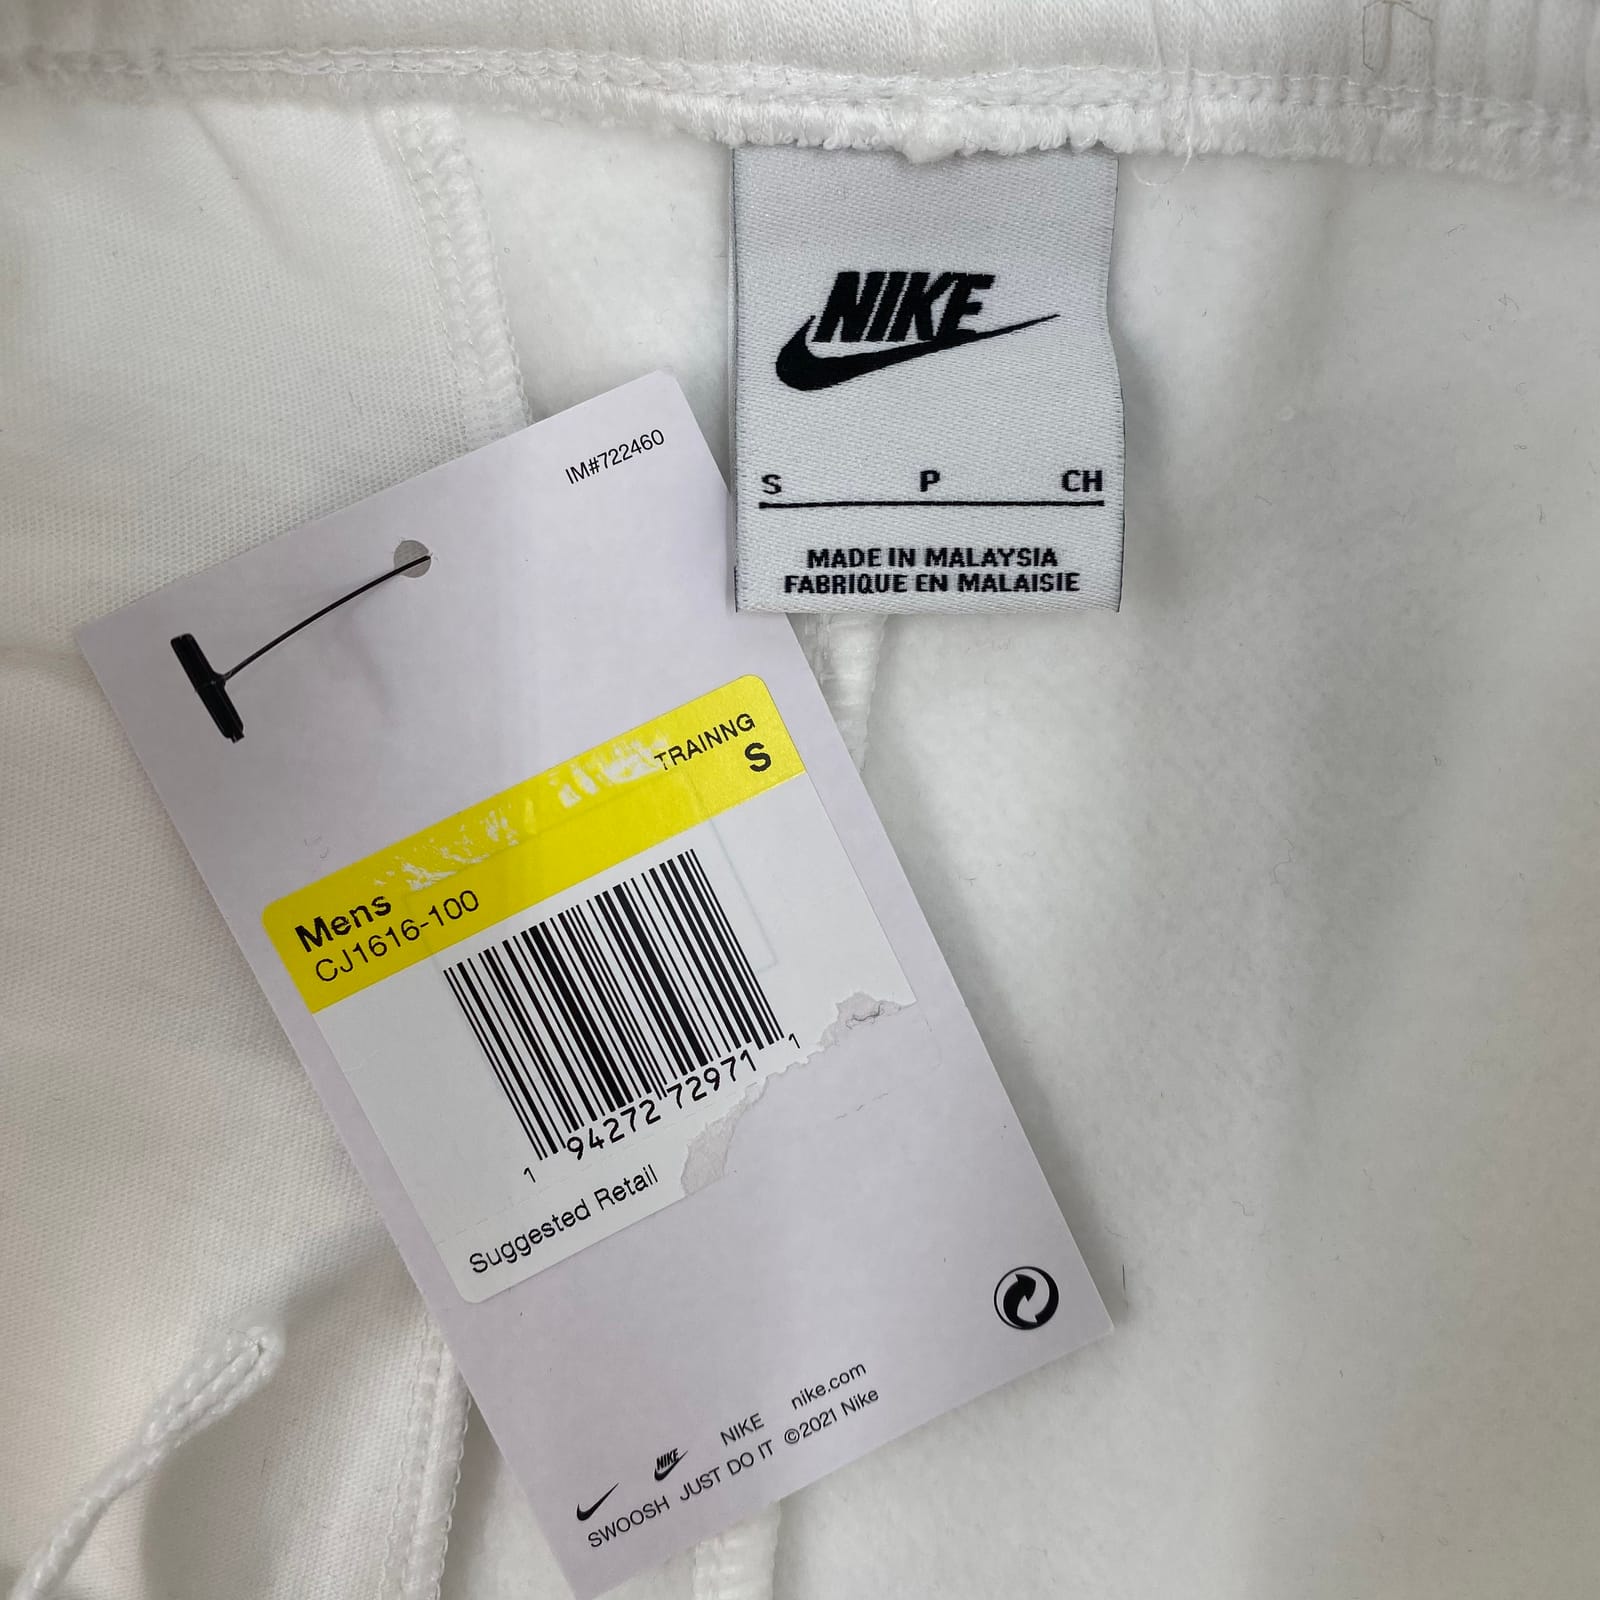 NIKE
S P CH
MADE IN MALAYSIA
FABRIQUE EN MALAISIE
IM#722460
TRAINNG
S
Mens
CJ1616-100
1 94272 72971 1
Suggested Retail
NIKE NIKE nike.com
SWOOSH JUST DO IT ©2021 Nike